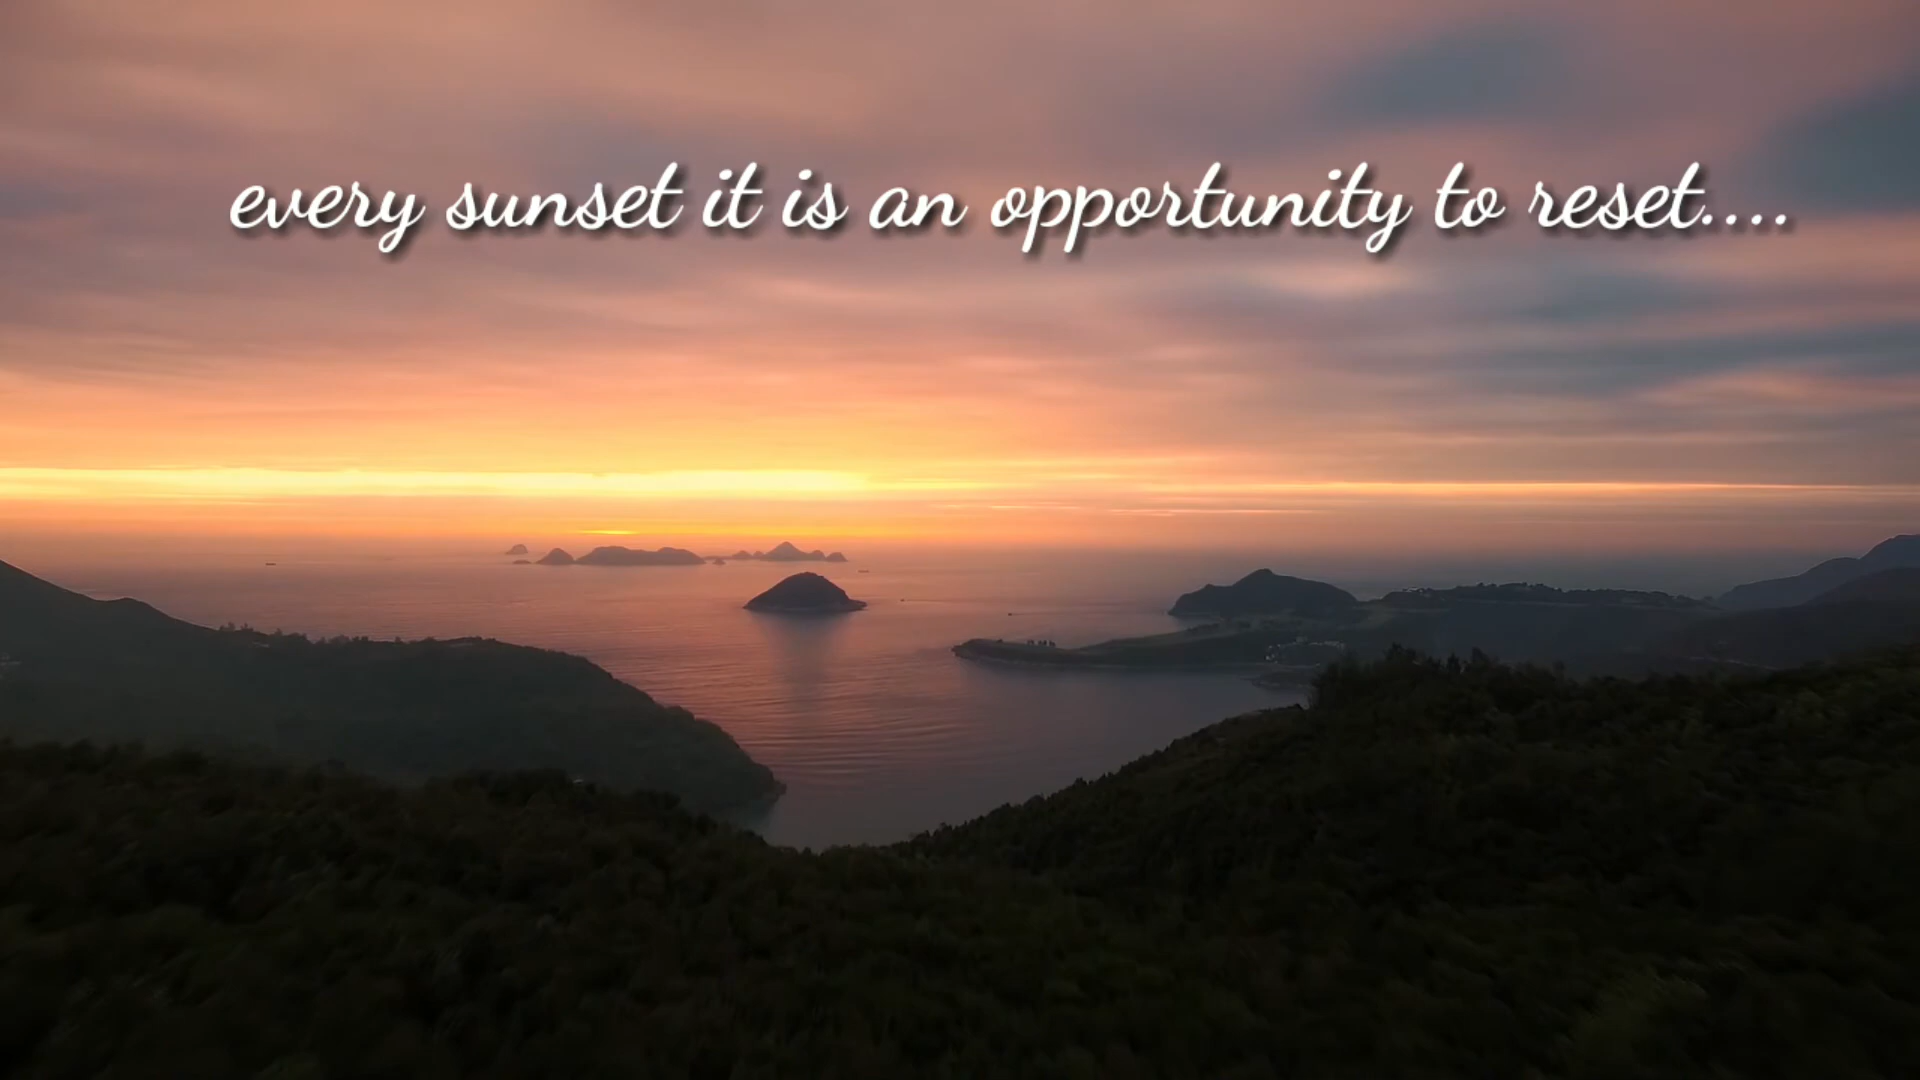 every sunset it is an opportunity to reset....